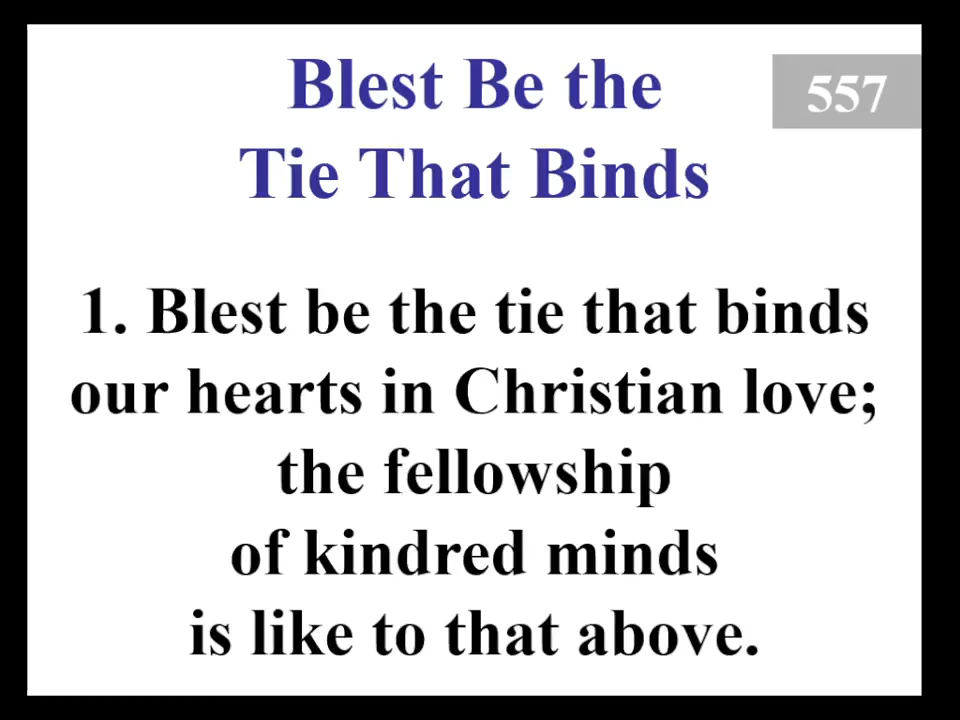 Blest Be the
557
Tie That Binds
1. Blest be the tie that binds
our hearts in Christian love;
the fellowship
of kindred minds
is like to that above.